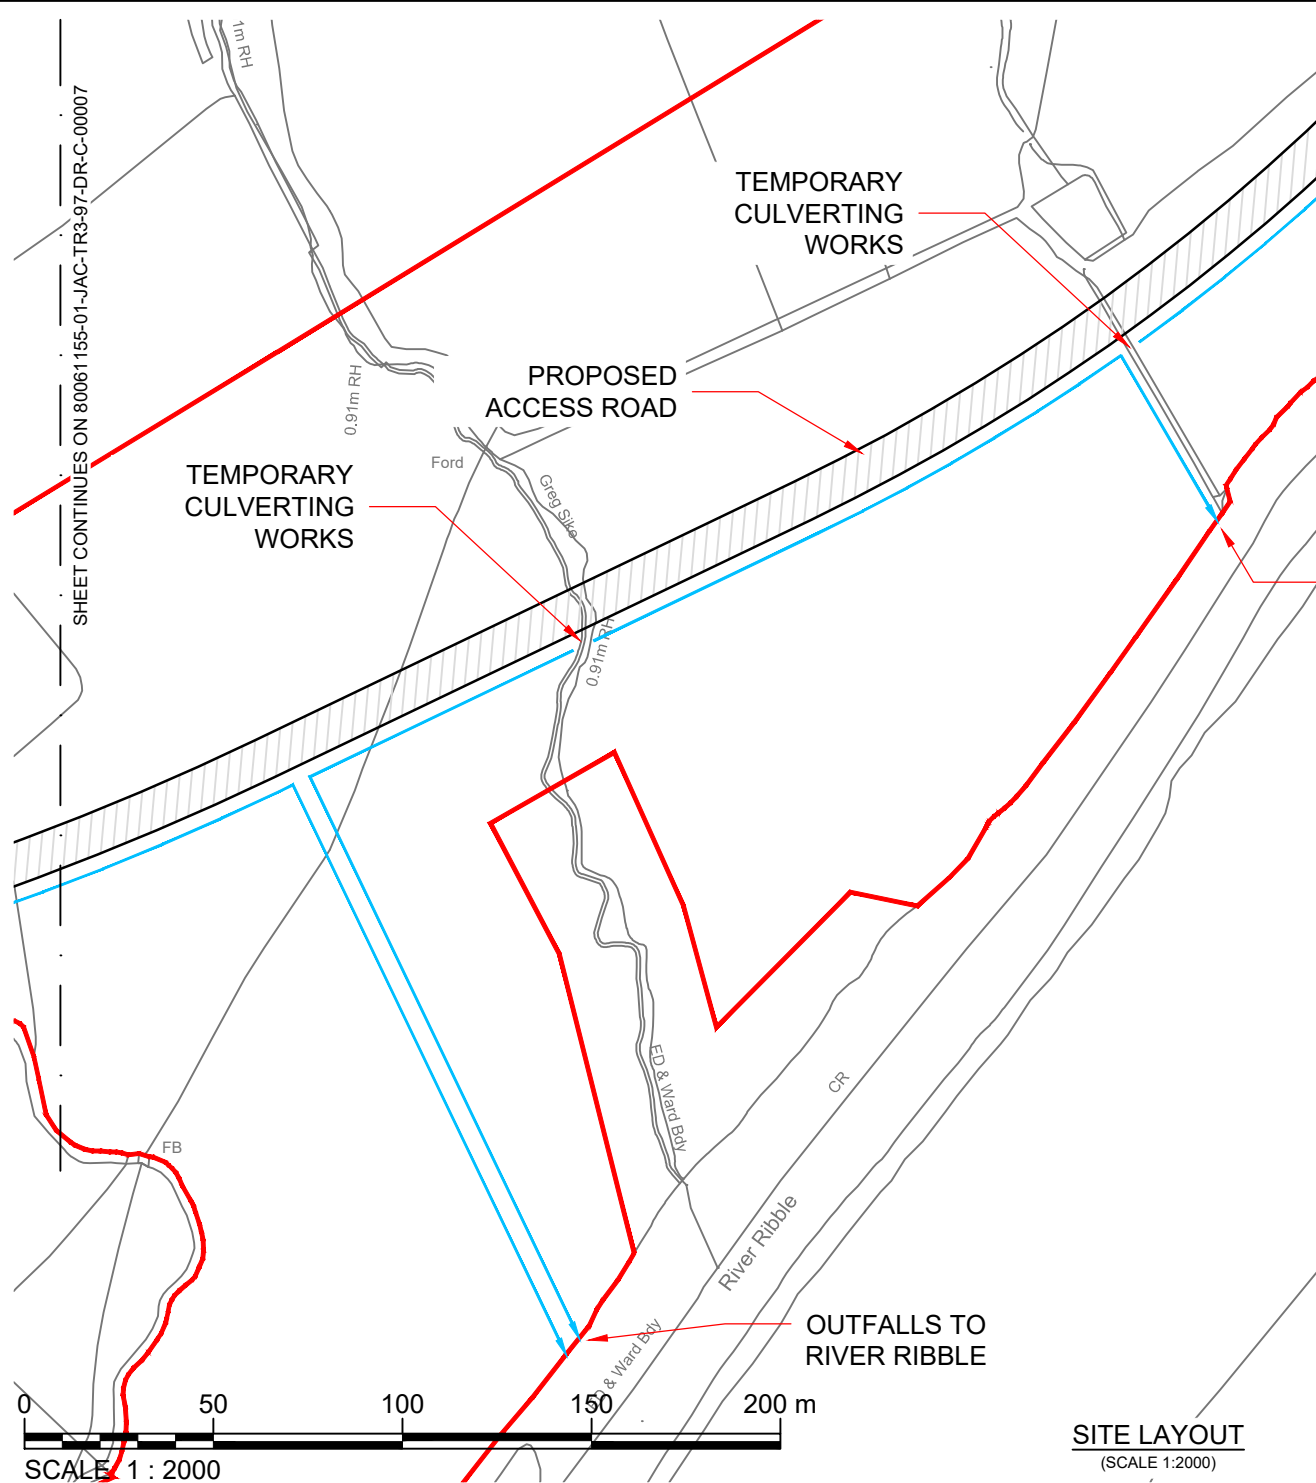 1m RH
SHEET CONTINUES ON 80061155-01-JAC-TR3-97-DR-C-00007
TEMPORARY
CULVERTING
WORKS
PROPOSED
ACCESS ROAD
0.91m RH
Ford
Greg Sike
TEMPORARY
CULVERTING
WORKS
0.91m RH
ED & Ward Bdy
CR
FB
River Ribble
OUTFALLS TO
RIVER RIBBLE
ED & Ward Bdy
0 50 100 150 200 m
SCALE 1 : 2000
SITE LAYOUT
(SCALE 1:2000)